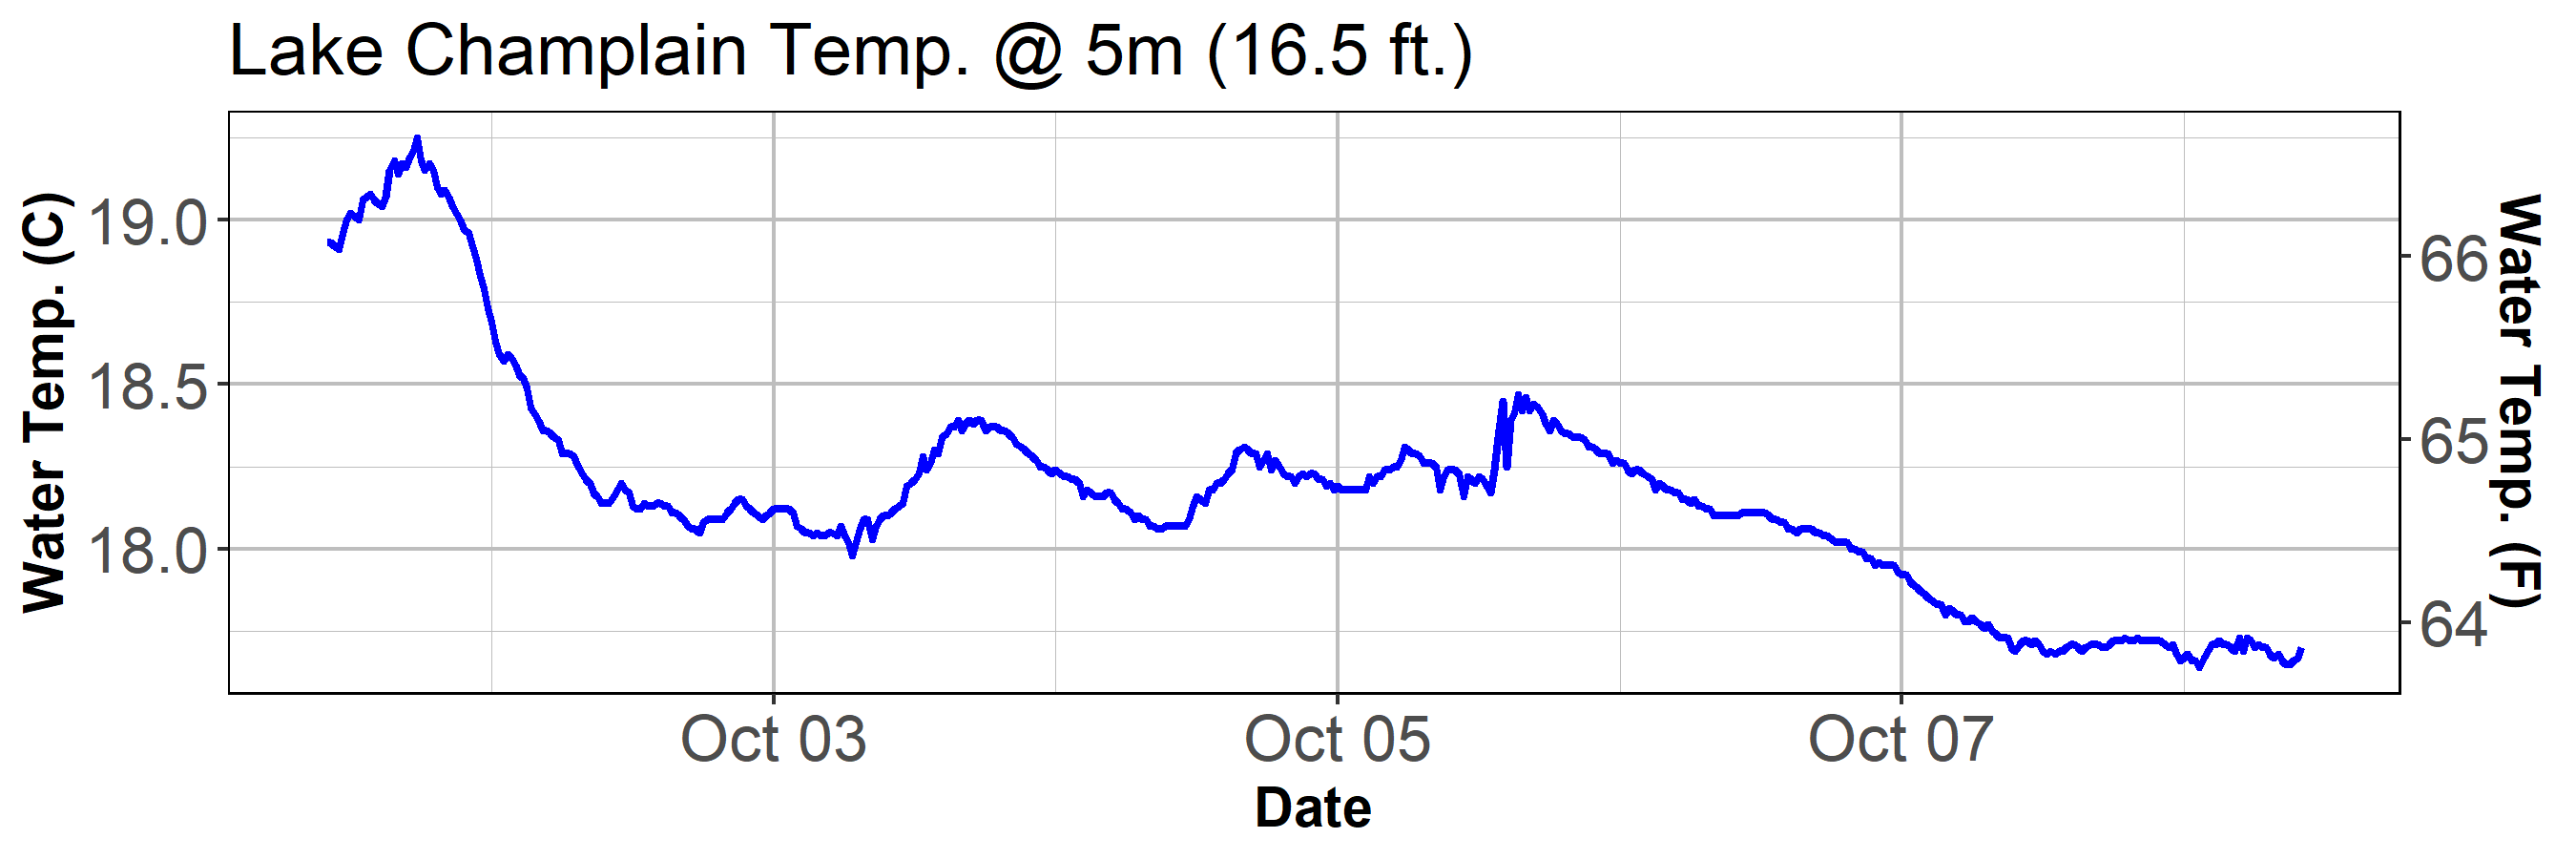 Lake Champlain Temp. @ 5m (16.5 ft.)
Water Temp. (C)
19.0
18.5
18.0
66
65
64
Water Temp. (F)
Oct 03
Oct 05
Oct 07
Date